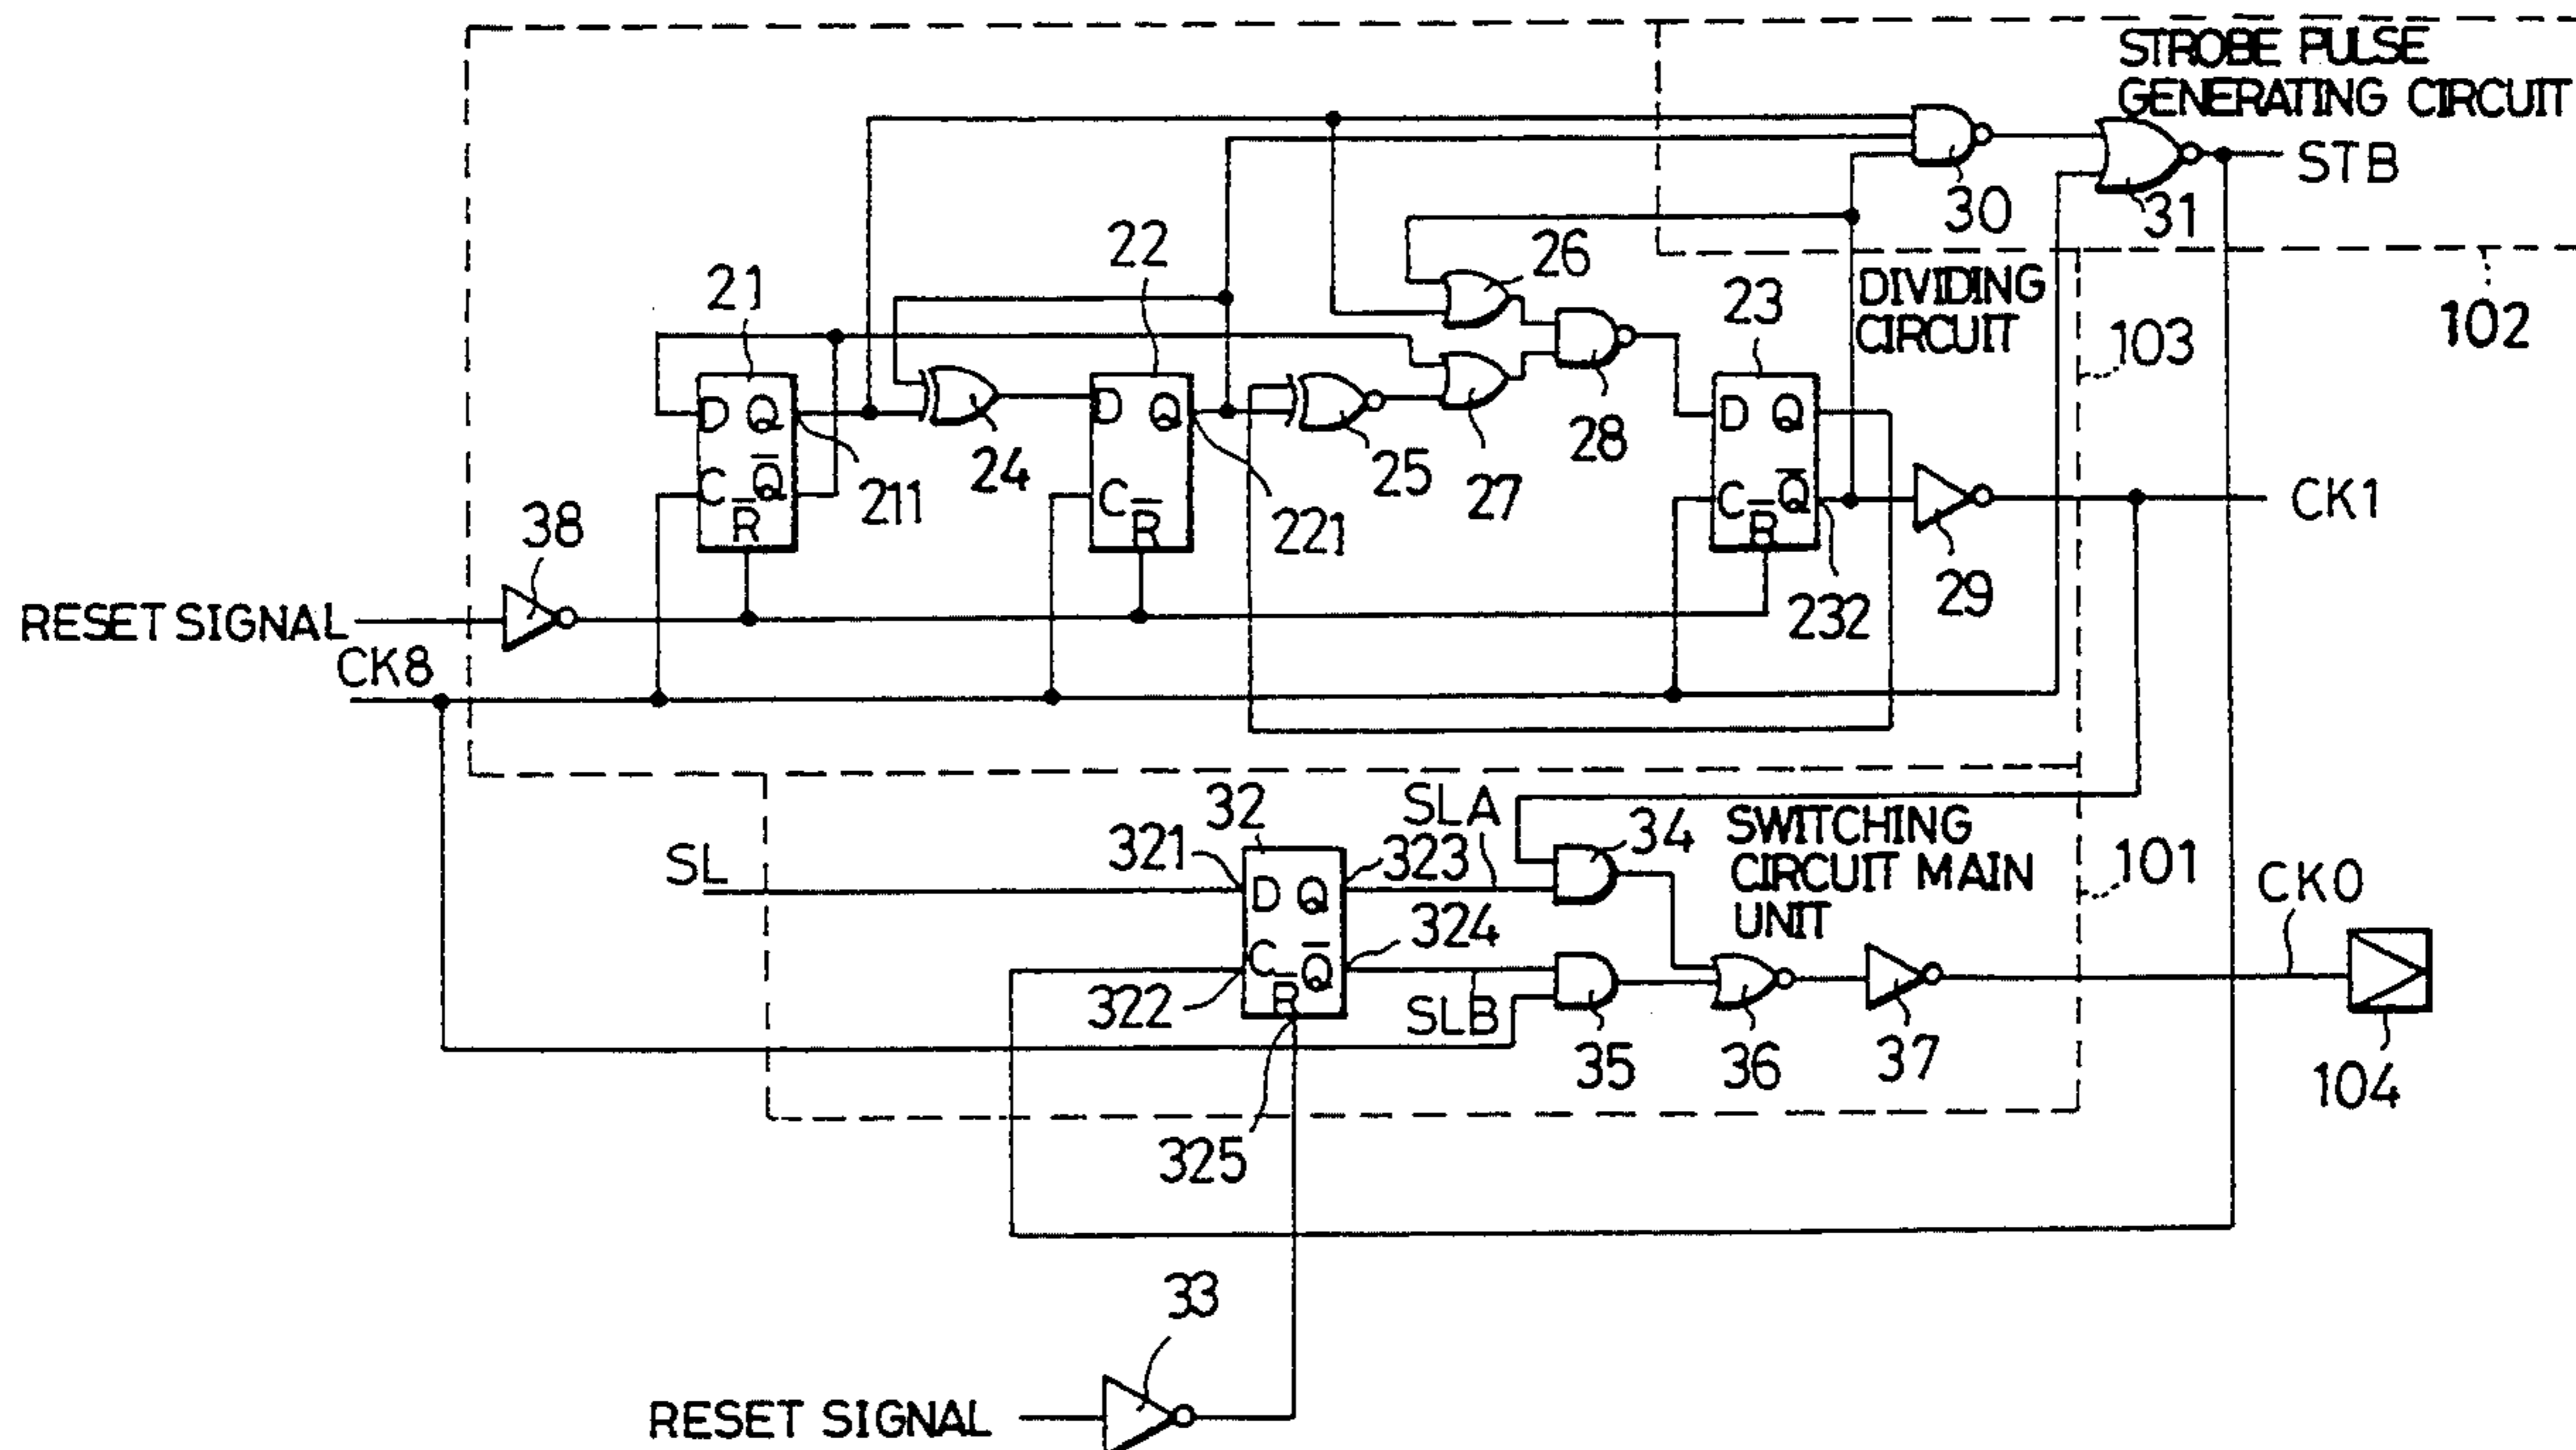 STROBE PULSE
GENERATING CIRCUIT
STB
30
31
22
26
21
23
DIVIDING
CIRCUIT
103
102
D Q
D Q
D Q
24
25
27
28
C Q̅
R̅
211
C
R̅
221
C Q̅
R̅
232
29
CK1
38
RESET SIGNAL
CK8
32
SLA
34
SWITCHING
CIRCUIT MAIN
UNIT
101
SL
321
323
D Q
CK0
324
C Q̅
R̅
322
SLB
35
36
37
104
325
33
RESET SIGNAL